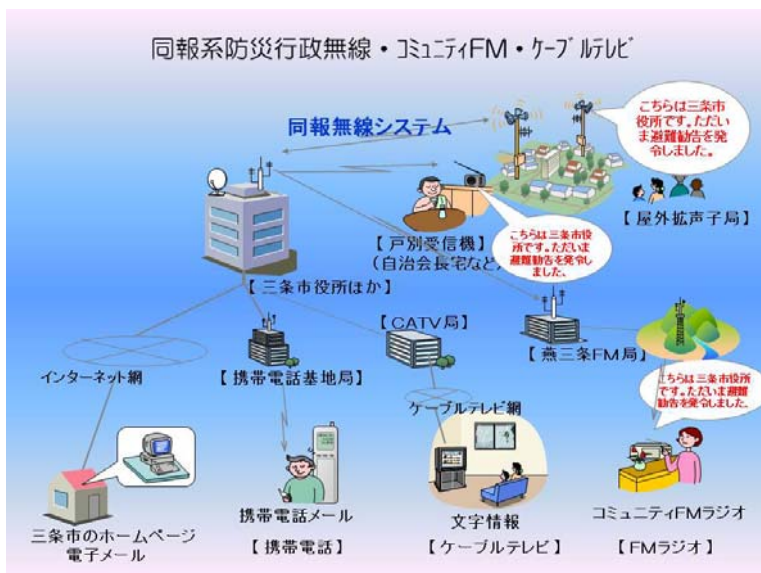 同報系防災行政無線・コミュニティFM・ケーブルテレビ
同報無線システム
こちらは三条市
役所です。ただい
ま避難勧告を発
令しました。
【屋外拡声子局】
【戸別受信機】
(自治会長宅など)
こちらは三条市役
所です。ただいま
避難勧告を発令し
ました、
【三条市役所ほか】
【CATV局】
【燕三条FM局】
インターネット網
【携帯電話基地局】
ケーブルテレビ網
こちらは三条市役所
です。ただいま避難
勧告を発令しました、
三条市のホームページ
電子メール
携帯電話メール
【携帯電話】
文字情報
【ケーブルテレビ】
コミュニティFMラジオ
【FMラジオ】